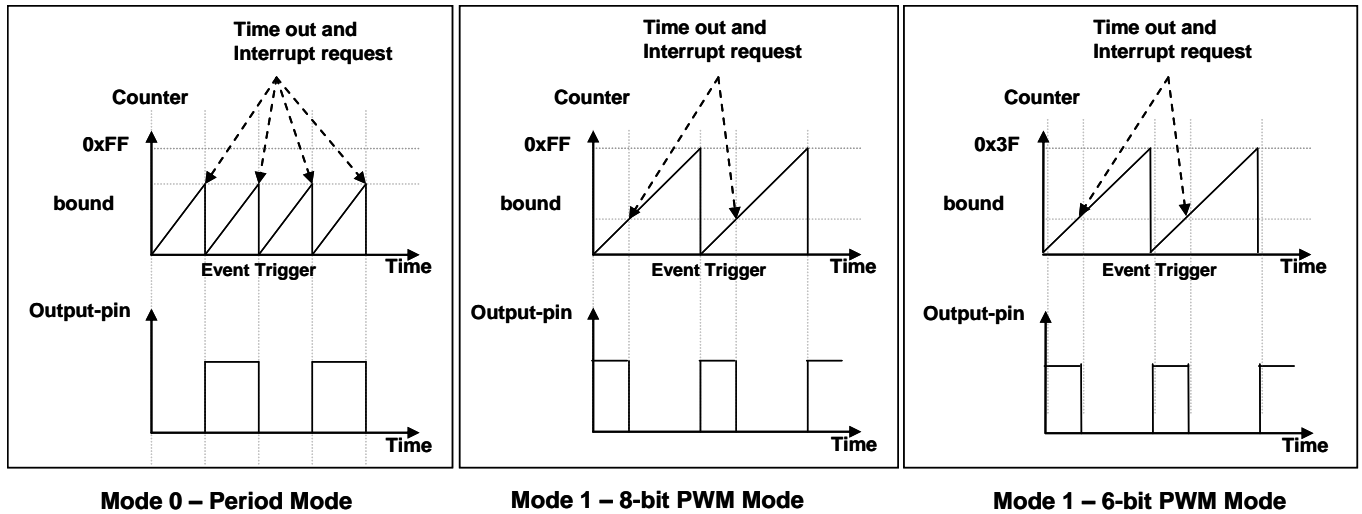 Time out and
Interrupt request
Counter
0xFF
bound
Event Trigger
Time
Output-pin
Time
Mode 0 – Period Mode
Time out and
Interrupt request
Counter
0xFF
bound
Event Trigger
Time
Output-pin
Time
Mode 1 – 8-bit PWM Mode
Time out and
Interrupt request
Counter
0x3F
bound
Event Trigger
Time
Output-pin
Time
Mode 1 – 6-bit PWM Mode